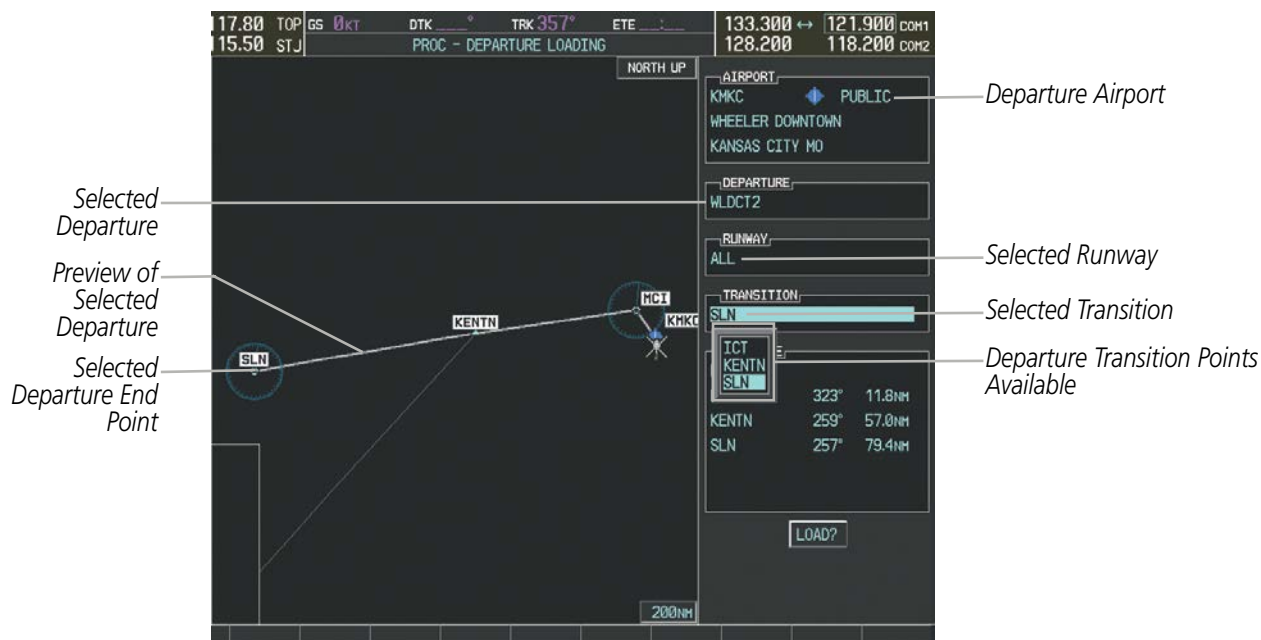 17.80 TOP GS 0KT DTK ___° TRK 357° ETE __:__ 133.300 ↔ 121.900 COM1
15.50 STJ PROC - DEPARTURE LOADING 128.200 118.200 COM2
NORTH UP
AIRPORT
KMKC PUBLIC
WHEELER DOWNTOWN
KANSAS CITY MO
Departure Airport
DEPARTURE
WLDCT2
Selected
Departure
RUNWAY
ALL
Selected Runway
Preview of
Selected
Departure
TRANSITION
SLN
Selected Transition
MCI
KMKC
KENTN
SLN
ICT
KENTN
SLN
Departure Transition Points
Available
Selected
Departure End
Point
323° 11.8NM
KENTN 259° 57.0NM
SLN 257° 79.4NM
LOAD?
200NM